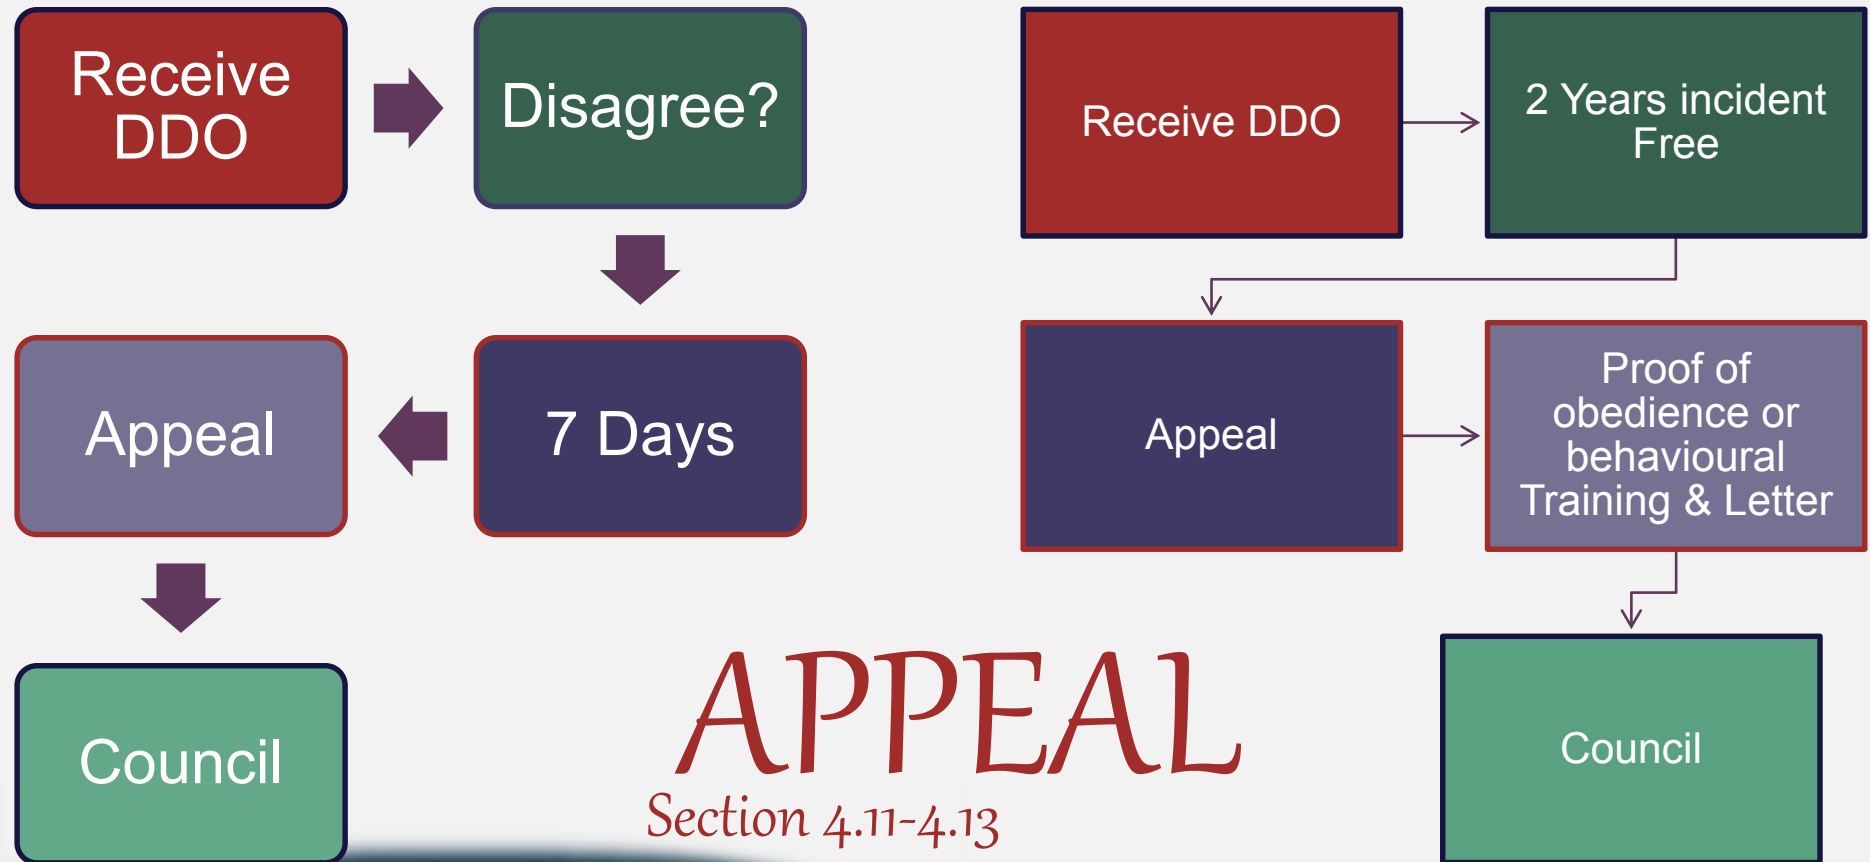 Receive
DDO
Disagree?
7 Days
Appeal
Council
Receive DDO
2 Years incident
Free
Appeal
Proof of
obedience or
behavioural
Training & Letter
Council
APPEAL
Section 4.11-4.13